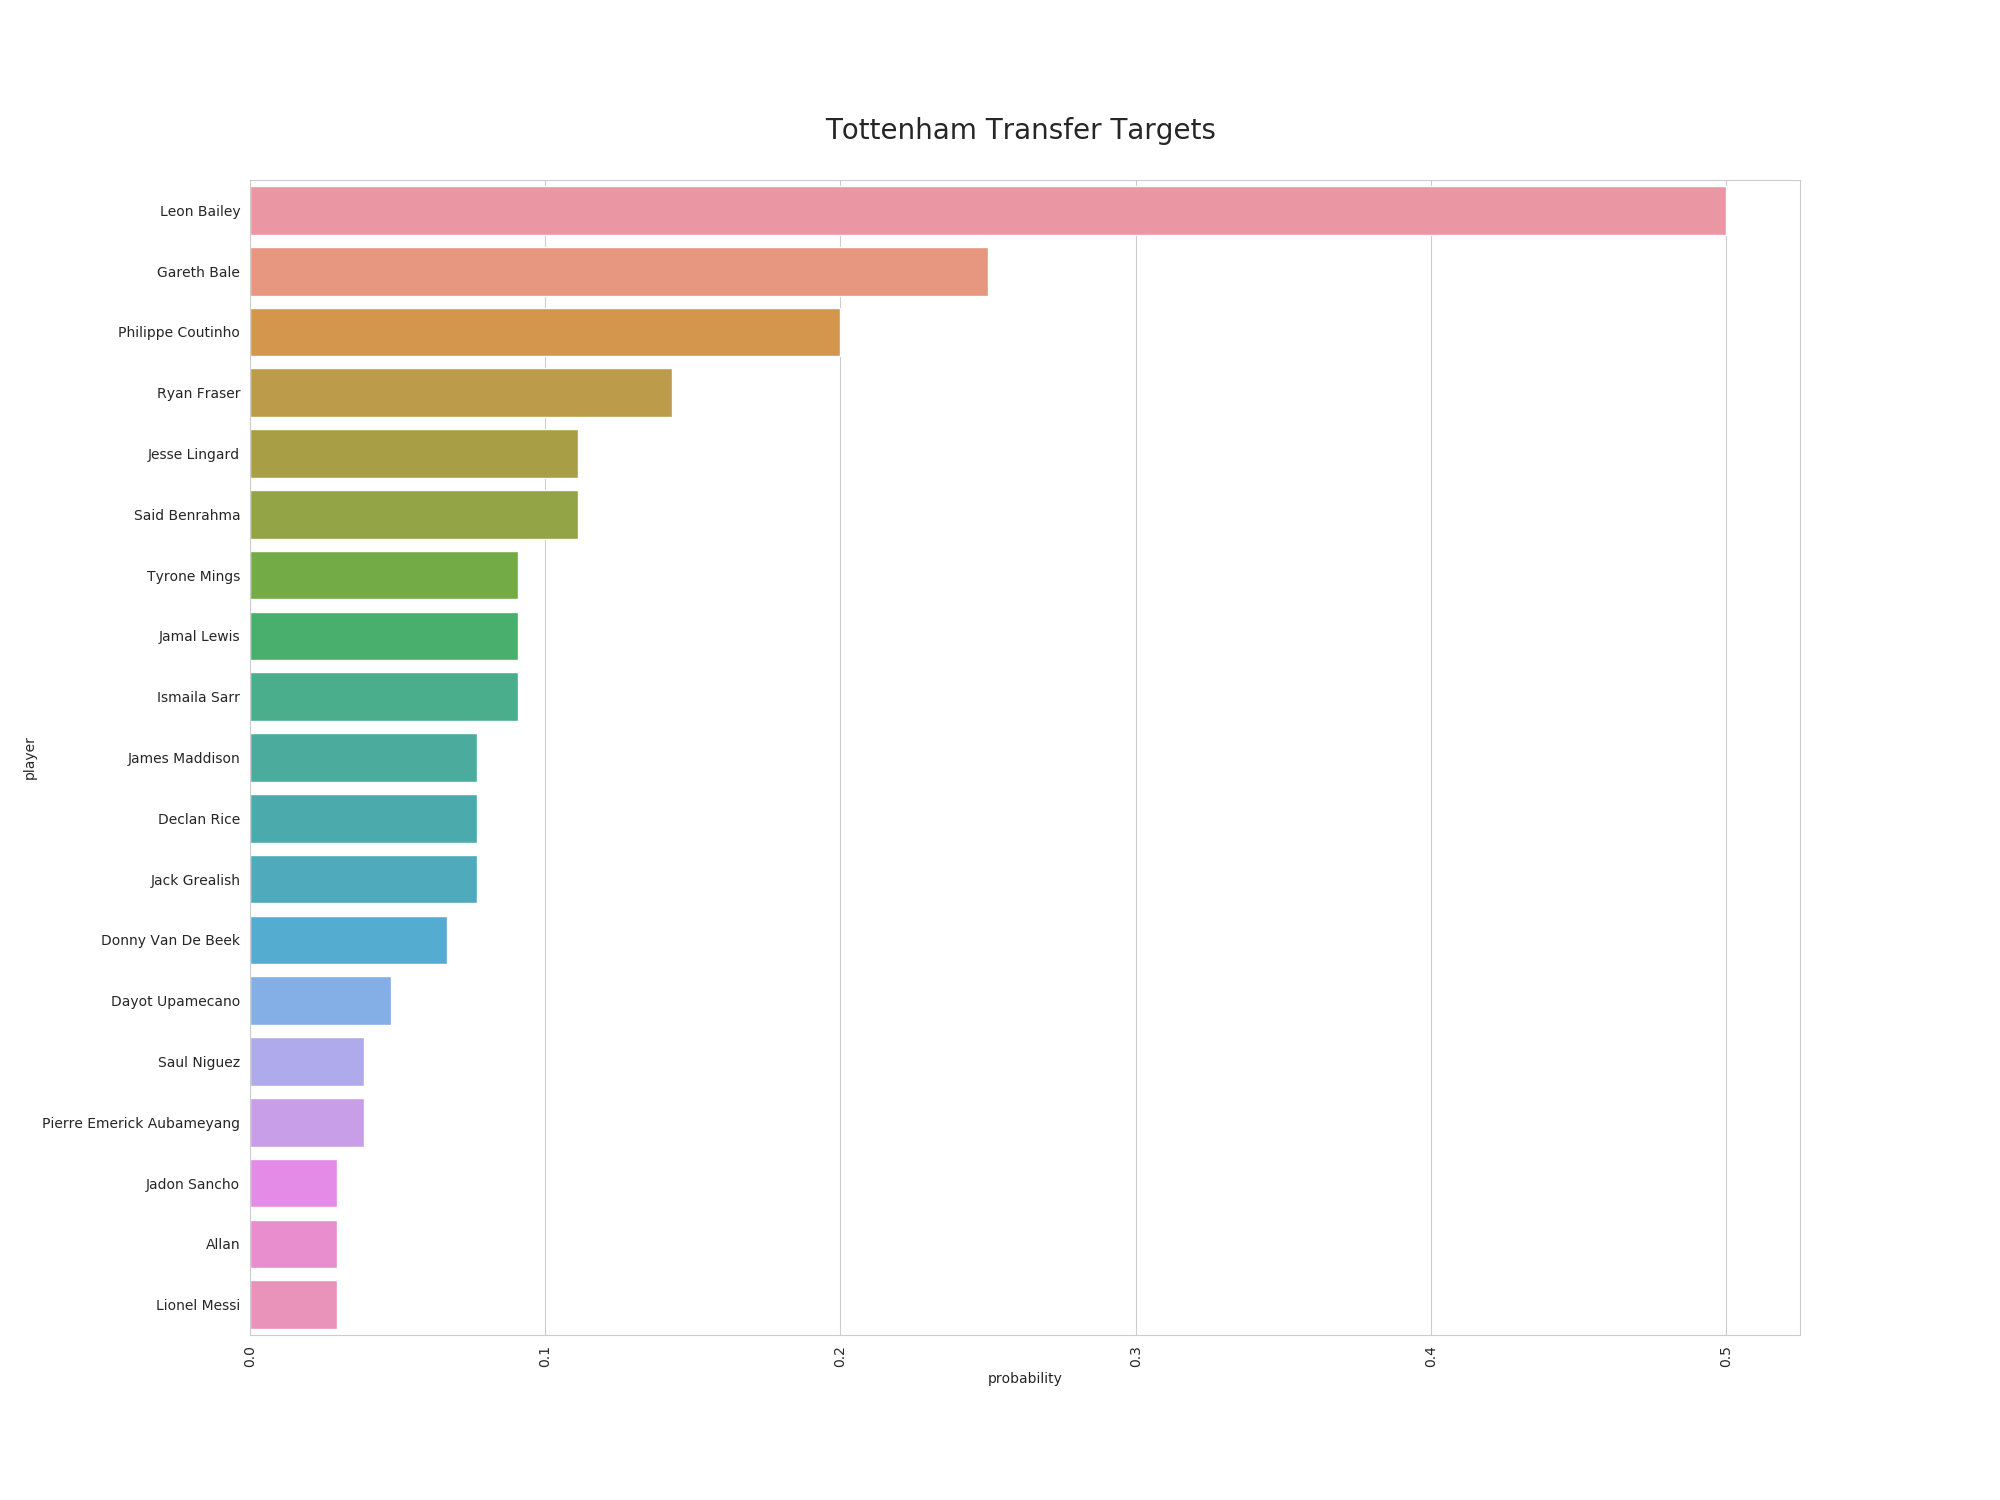 Tottenham Transfer Targets
Leon Bailey
Gareth Bale
Philippe Coutinho
Ryan Fraser
Jesse Lingard
Said Benrahma
Tyrone Mings
Jamal Lewis
Ismaila Sarr
James Maddison
Declan Rice
Jack Grealish
Donny Van De Beek
Dayot Upamecano
Saul Niguez
Pierre Emerick Aubameyang
Jadon Sancho
Allan
Lionel Messi
player
0.0
0.1
0.2
0.3
0.4
0.5
probability